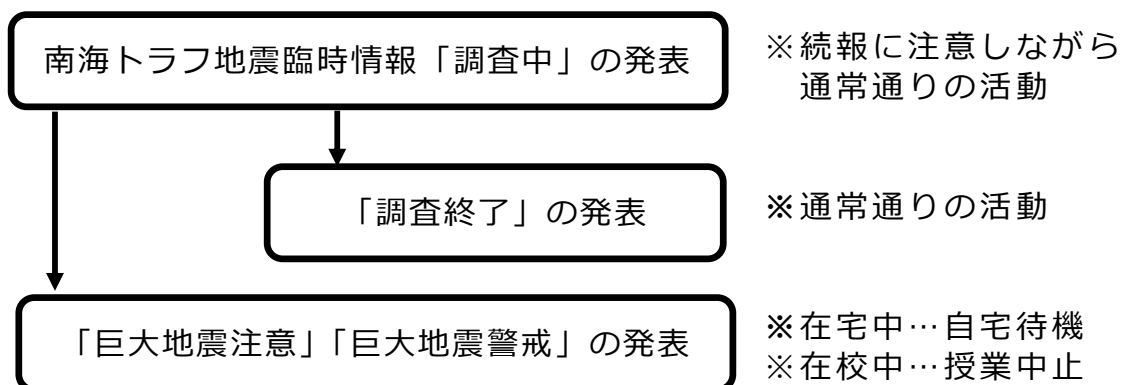 南海トラフ地震臨時情報「調査中」の発表
※続報に注意しながら
通常通りの活動
「調査終了」の発表
※通常通りの活動
「巨大地震注意」「巨大地震警戒」の発表
※在宅中…自宅待機
※在校中…授業中止